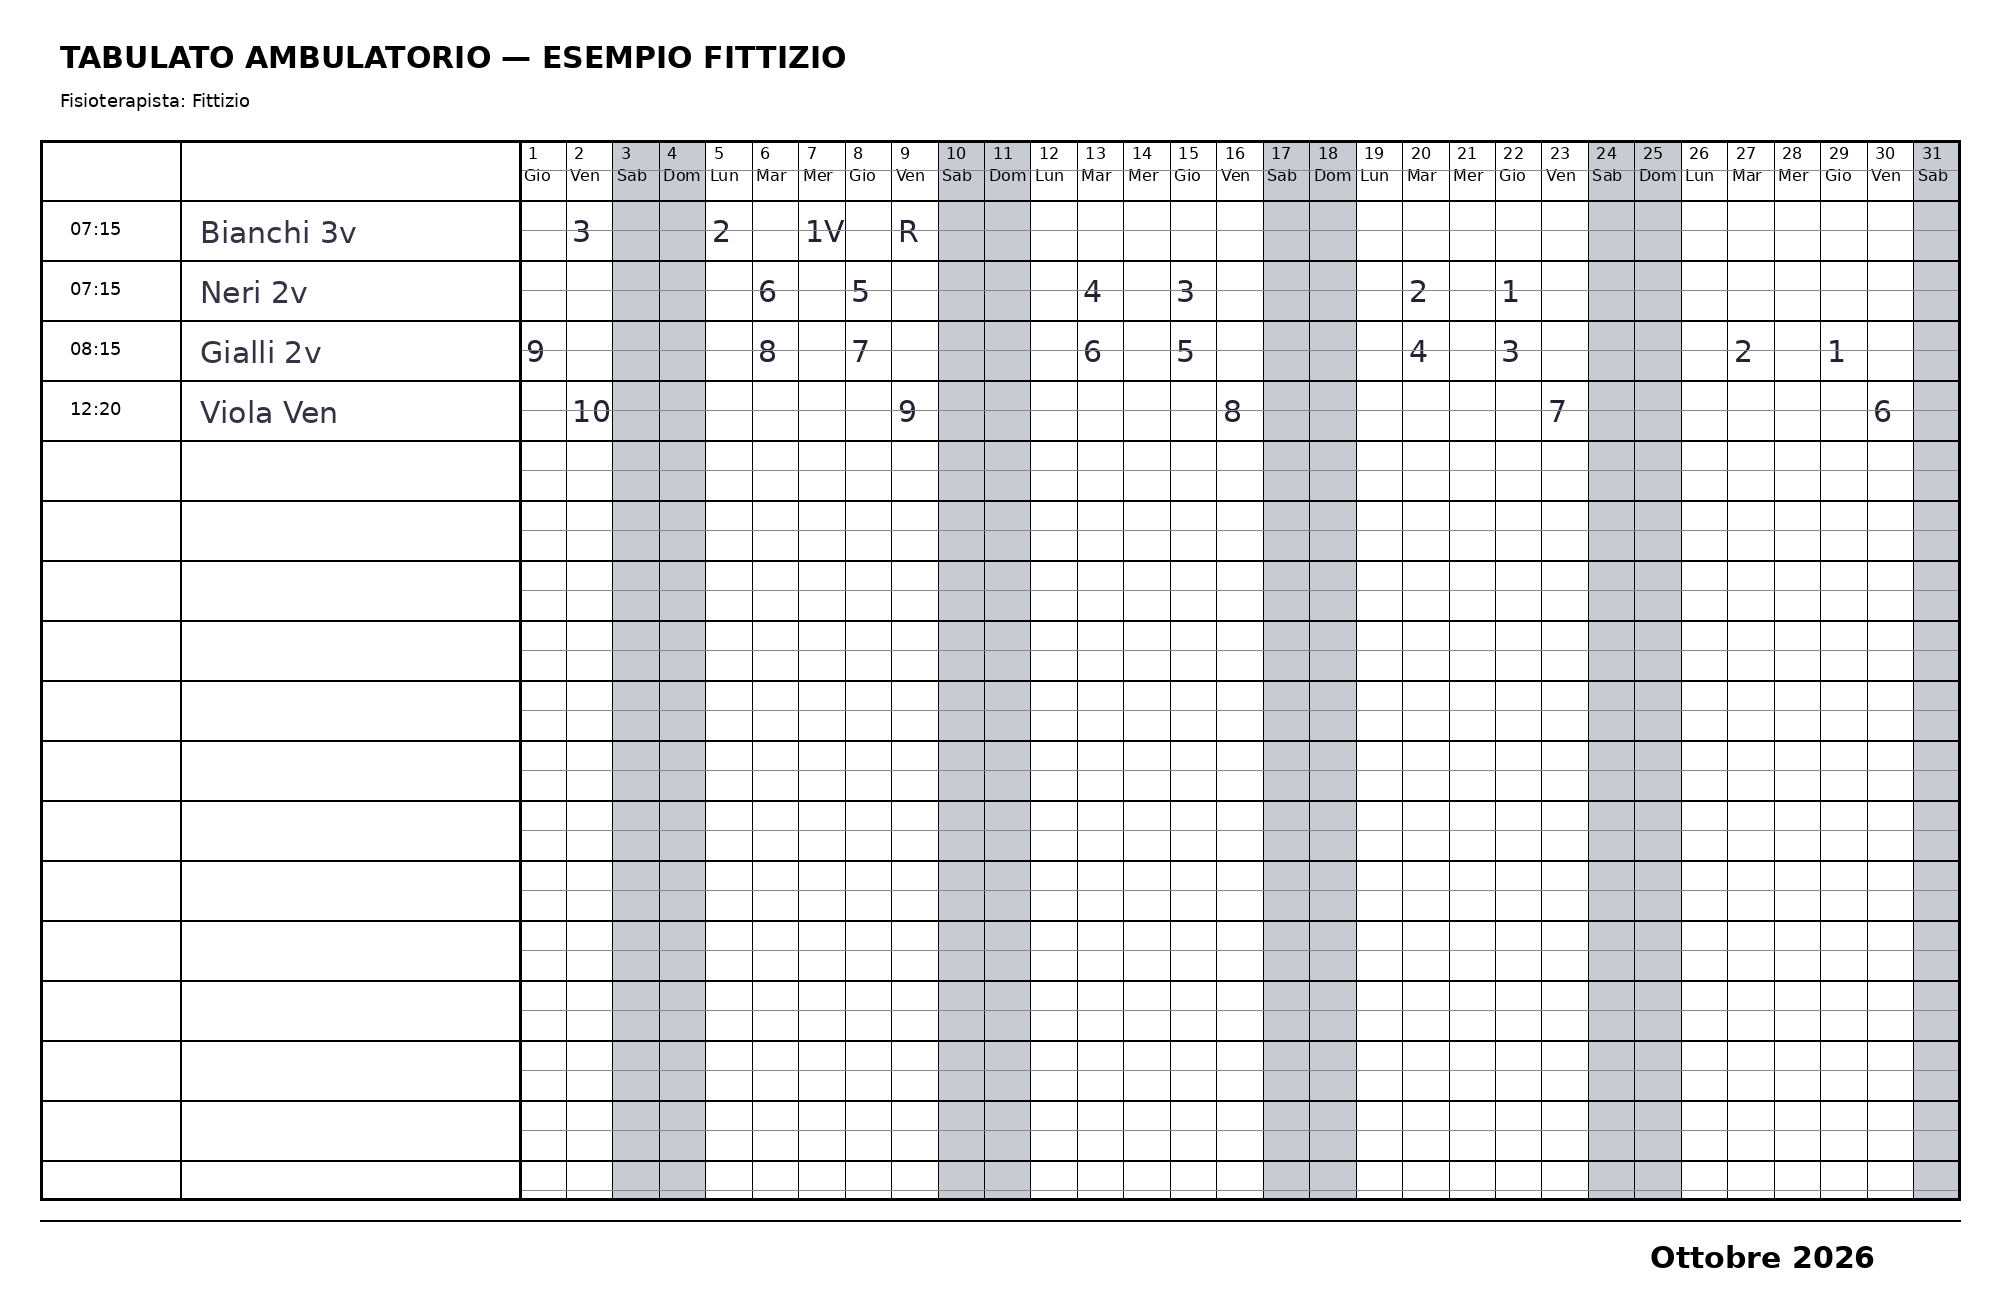 TABULATO AMBULATORIO — ESEMPIO FITTIZIO
Fisioterapista: Fittizio
1 2 3 4 5 6 7 8 9 10 11 12 13 14 15 16 17 18 19 20 21 22 23 24 25 26 27 28 29 30 31
Gio Ven Sab Dom Lun Mar Mer Gio Ven Sab Dom Lun Mar Mer Gio Ven Sab Dom Lun Mar Mer Gio Ven Sab Dom Lun Mar Mer Gio Ven Sab
07:15 Bianchi 3v 3 2 1V R
07:15 Neri 2v 6 5 4 3 2 1
08:15 Gialli 2v 9 8 7 6 5 4 3 2 1
12:20 Viola Ven 10 9 8 7 6
Ottobre 2026